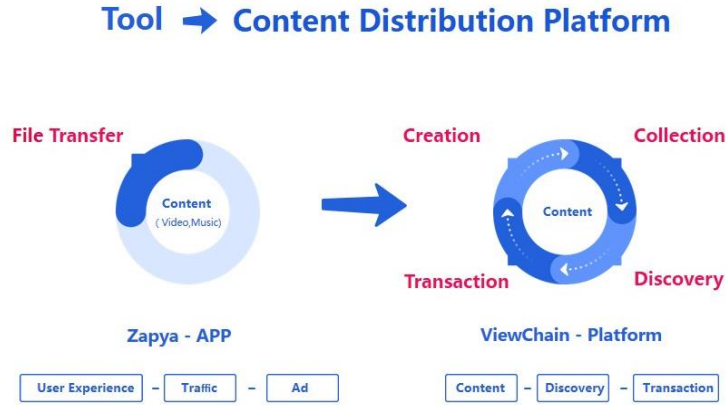 Tool → Content Distribution Platform
File Transfer
Content
( Video,Music)
Creation
Collection
Content
Transaction
Discovery
Zapya - APP
ViewChain - Platform
User Experience - Traffic - Ad
Content - Discovery - Transaction